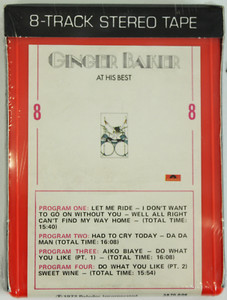 8-TRACK STEREO TAPE
GINGER BAKER
AT HIS BEST
8 8
PROGRAM ONE: LET ME RIDE – I DON'T WANT
TO GO ON WITHOUT YOU – WELL ALL RIGHT
CAN'T FIND MY WAY HOME – (TOTAL TIME:
15:40)
PROGRAM TWO: HAD TO CRY TODAY – DA DA
MAN (TOTAL TIME: 16:08)
PROGRAM THREE: AIKO BIAYE – DO WHAT
YOU LIKE (PT. 1) – (TOTAL TIME: 16:08)
PROGRAM FOUR: DO WHAT YOU LIKE (PT. 2)
SWEET WINE – (TOTAL TIME: 15:54)